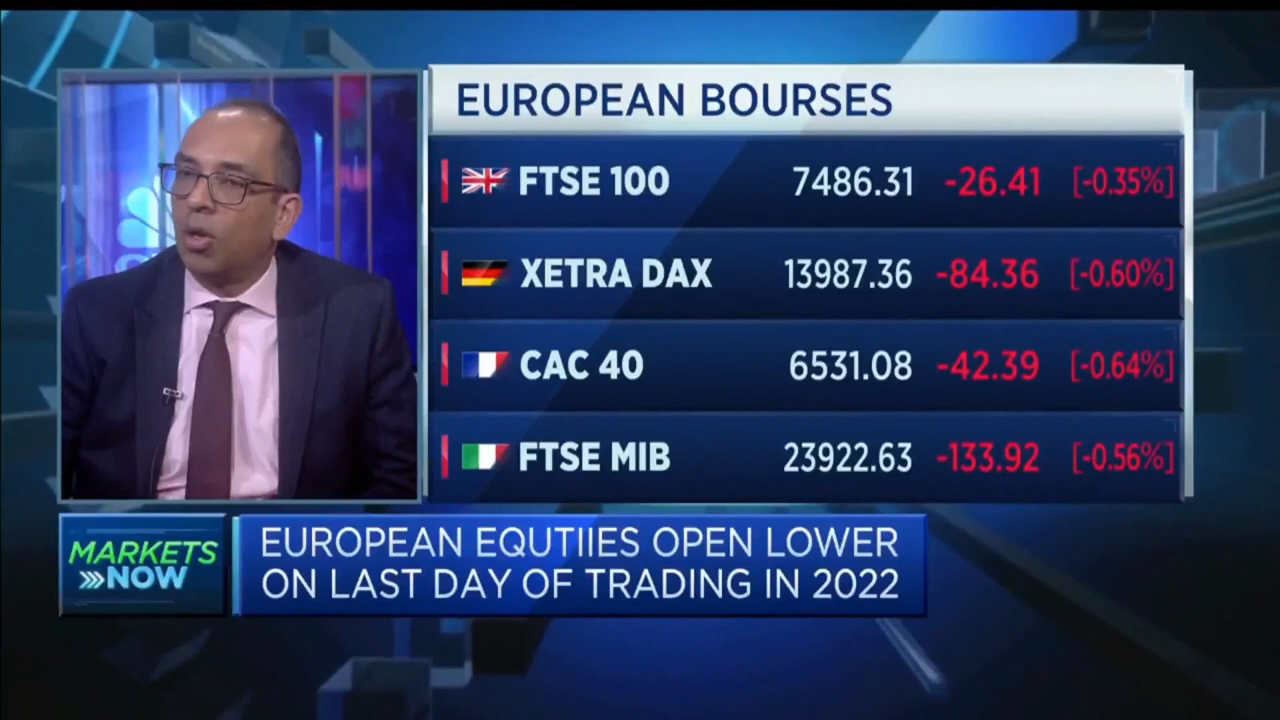 EUROPEAN BOURSES
FTSE 100 7486.31 -26.41 [-0.35%]
XETRA DAX 13987.36 -84.36 [-0.60%]
CAC 40 6531.08 -42.39 [-0.64%]
FTSE MIB 23922.63 -133.92 [-0.56%]
MARKETS
NOW
EUROPEAN EQUTIIES OPEN LOWER
ON LAST DAY OF TRADING IN 2022